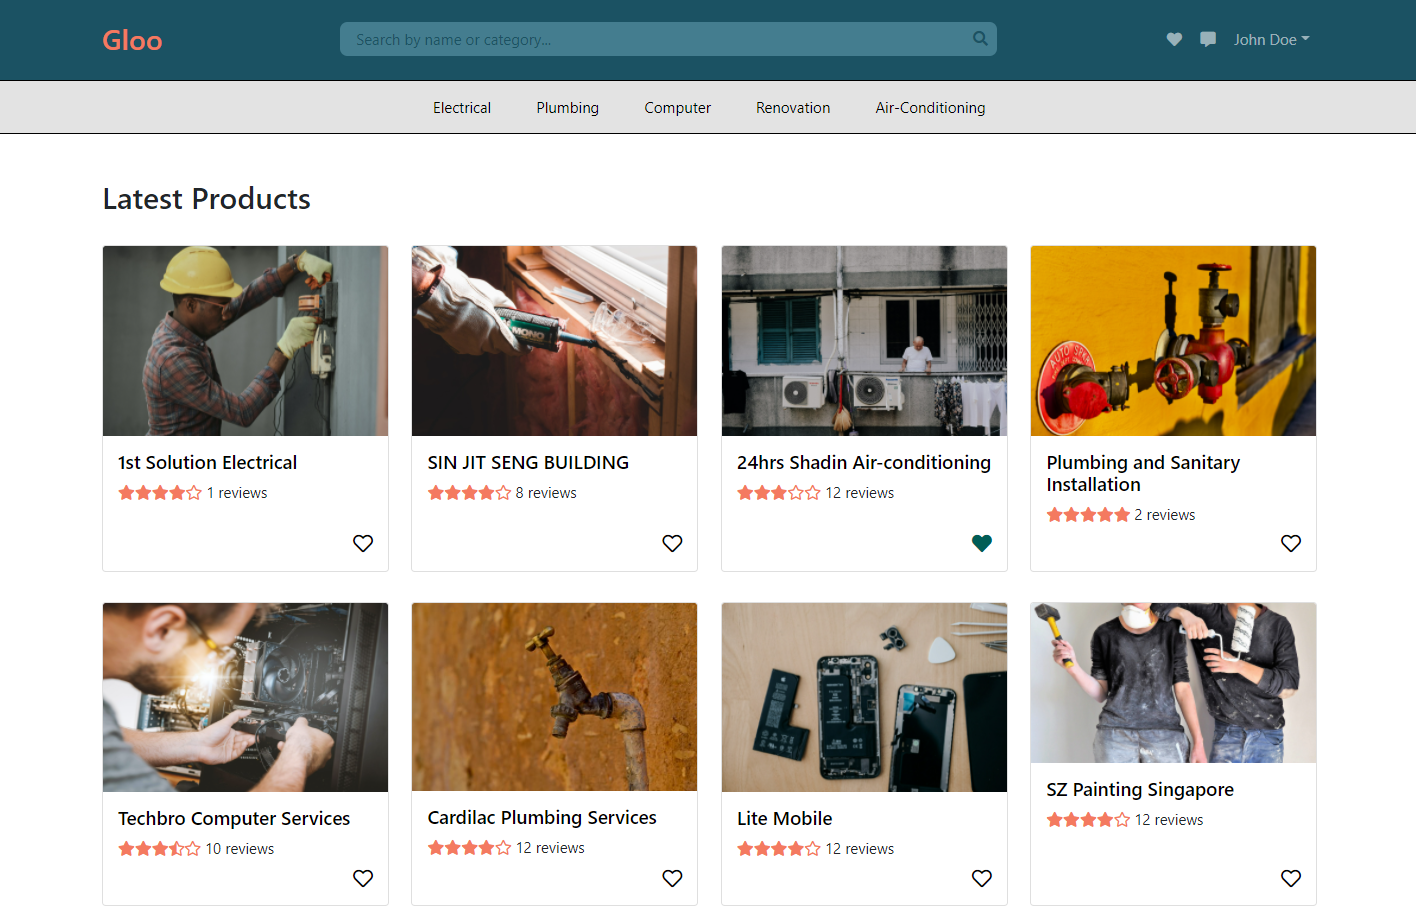 Gloo
Search by name or category...
John Doe
Electrical
Plumbing
Computer
Renovation
Air-Conditioning
Latest Products
MONO
AUTO
1st Solution Electrical
1 reviews
SIN JIT SENG BUILDING
8 reviews
24hrs Shadin Air-conditioning
12 reviews
Plumbing and Sanitary
Installation
2 reviews
Techbro Computer Services
10 reviews
Cardilac Plumbing Services
12 reviews
Lite Mobile
12 reviews
SZ Painting Singapore
12 reviews